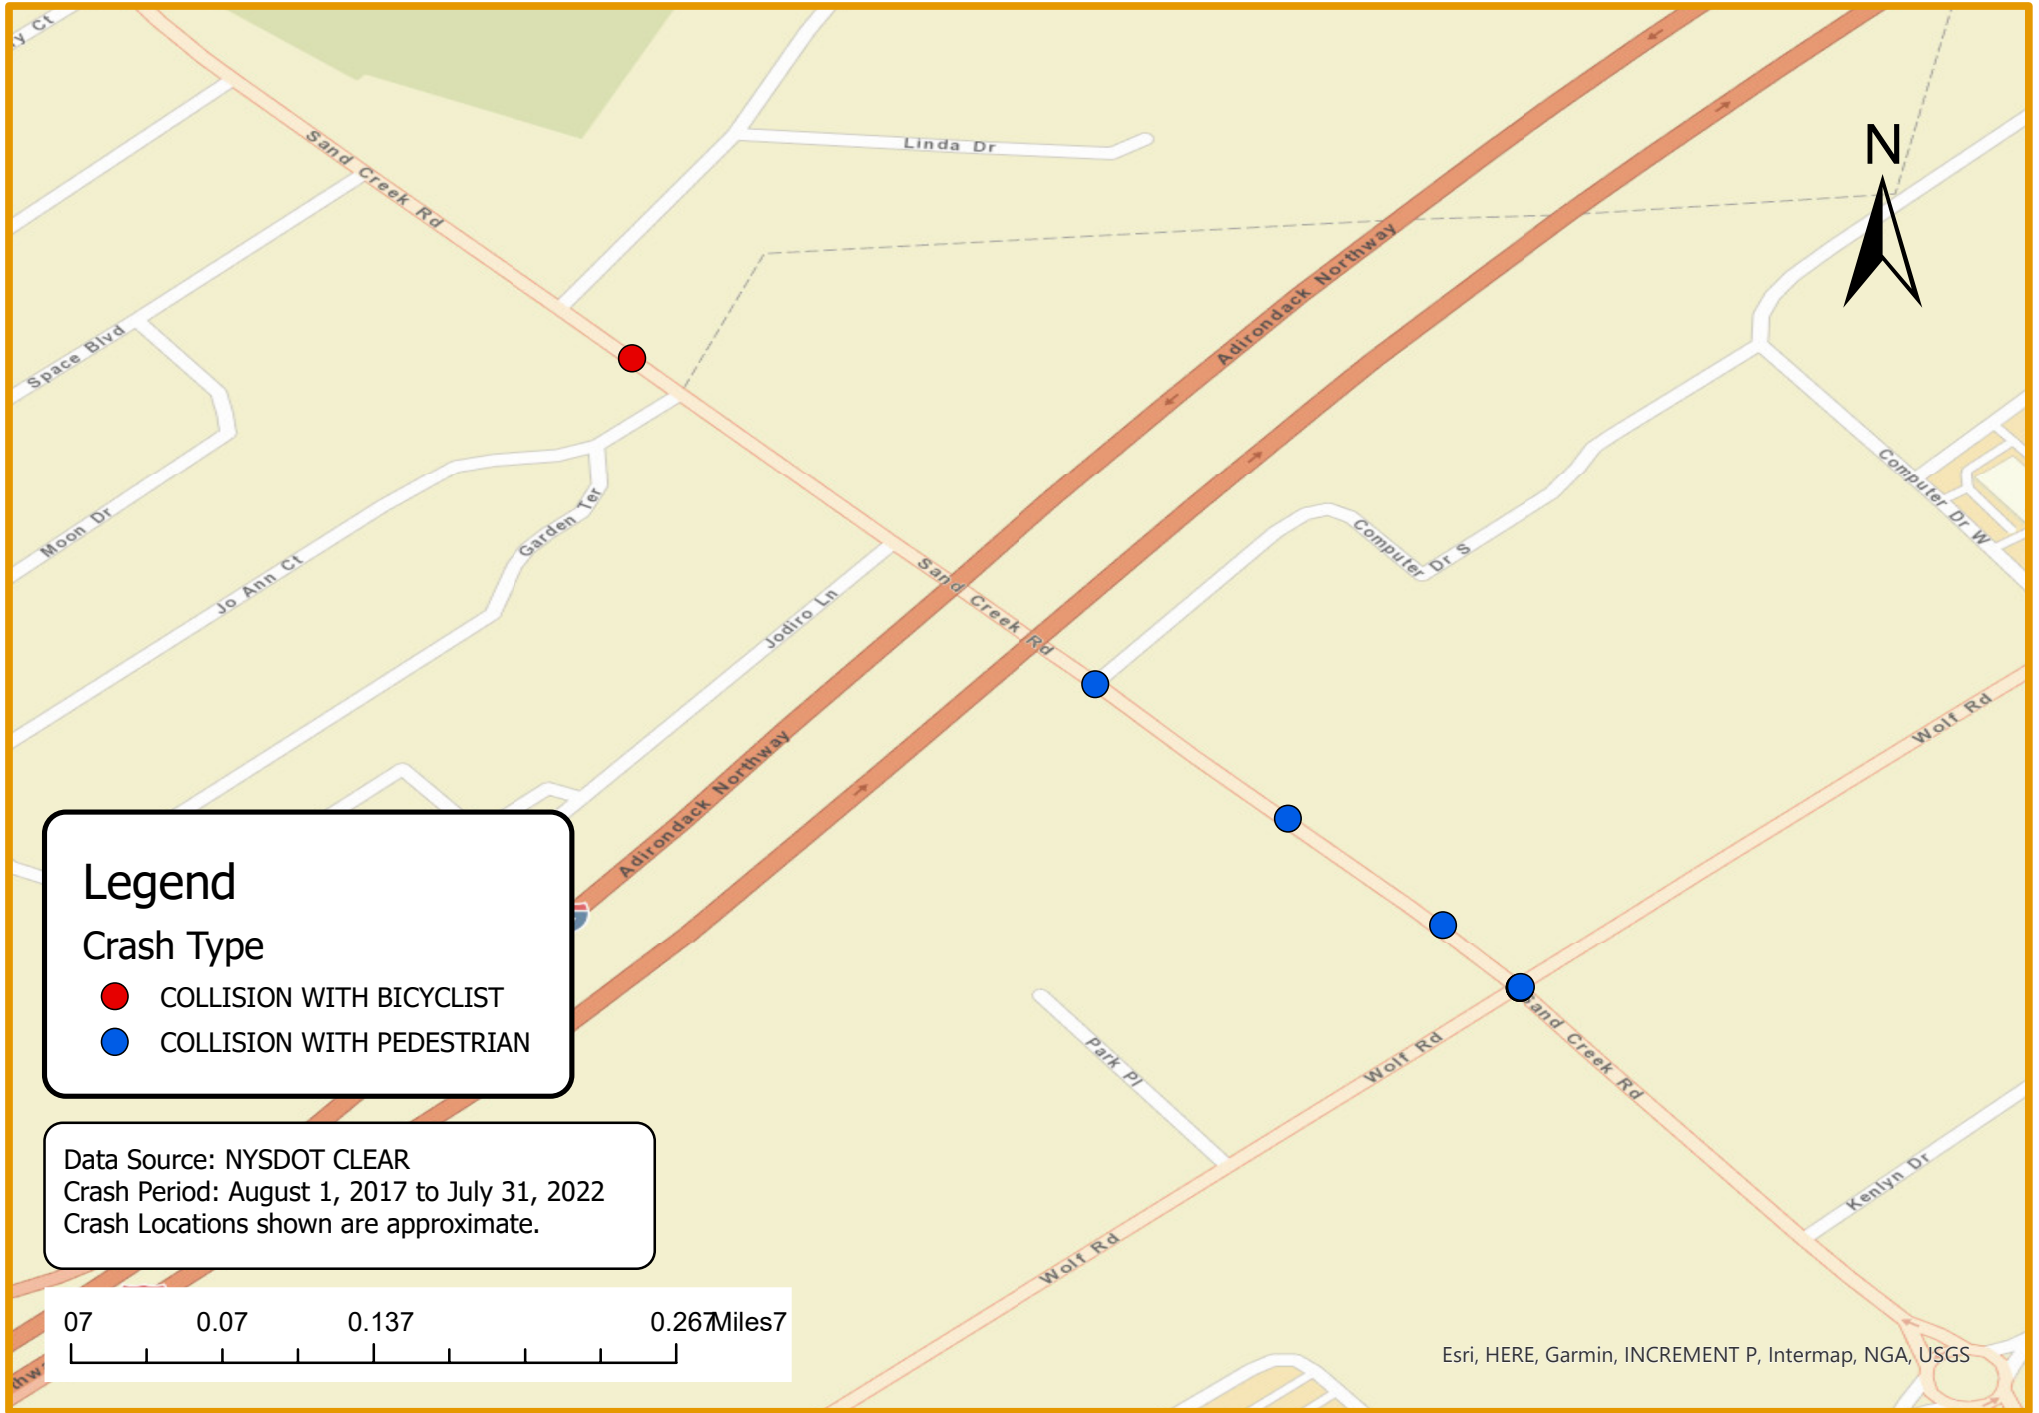 y Ct
Sand Creek Rd
Linda Dr
N
Adirondack Northway
Space Blvd
Computer Dr W
Moon Dr
Garden Ter
Computer Dr S
Jo Ann Ct
Jodiro Ln
Sand Creek Rd
Wolf Rd
Adirondack Northway
Legend
Crash Type
COLLISION WITH BICYCLIST
COLLISION WITH PEDESTRIAN
Sand Creek Rd
Wolf Rd
Park Pl
Kenlyn Dr
Wolf Rd
Data Source: NYSDOT CLEAR
Crash Period: August 1, 2017 to July 31, 2022
Crash Locations shown are approximate.
07 0.07 0.137 0.267Miles7
Esri, HERE, Garmin, INCREMENT P, Intermap, NGA, USGS